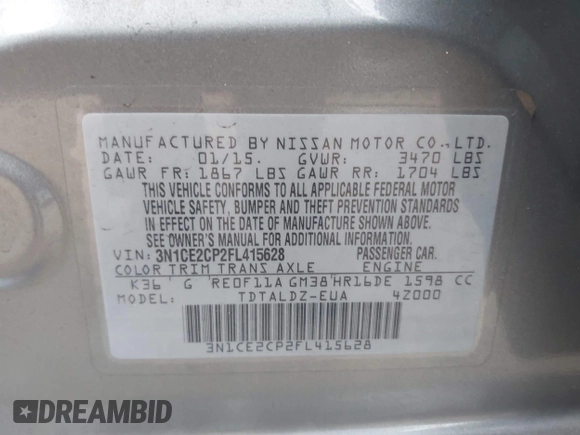 MANUFACTURED BY NISSAN MOTOR CO., LTD.
DATE: 01/15. GVWR: 3470 LBS
GAWR FR: 1867 LBS GAWR RR: 1704 LBS
THIS VEHICLE CONFORMS TO ALL APPLICABLE FEDERAL MOTOR
VEHICLE SAFETY, BUMPER AND THEFT PREVENTION STANDARDS
IN EFFECT ON THE DATE OF MANUFACTURE SHOWN ABOVE.
SEE OWNER'S MANUAL FOR ADDITIONAL INFORMATION.
VIN: 3N1CE2CP2FL415628 PASSENGER CAR.
COLOR TRIM TRANS AXLE ENGINE
K36 G RE0F11A GM38 HR16DE 1598 CC
MODEL: TDTALDZ-EUA 4Z000
3N1CE2CP2FL415628
DREAMBID